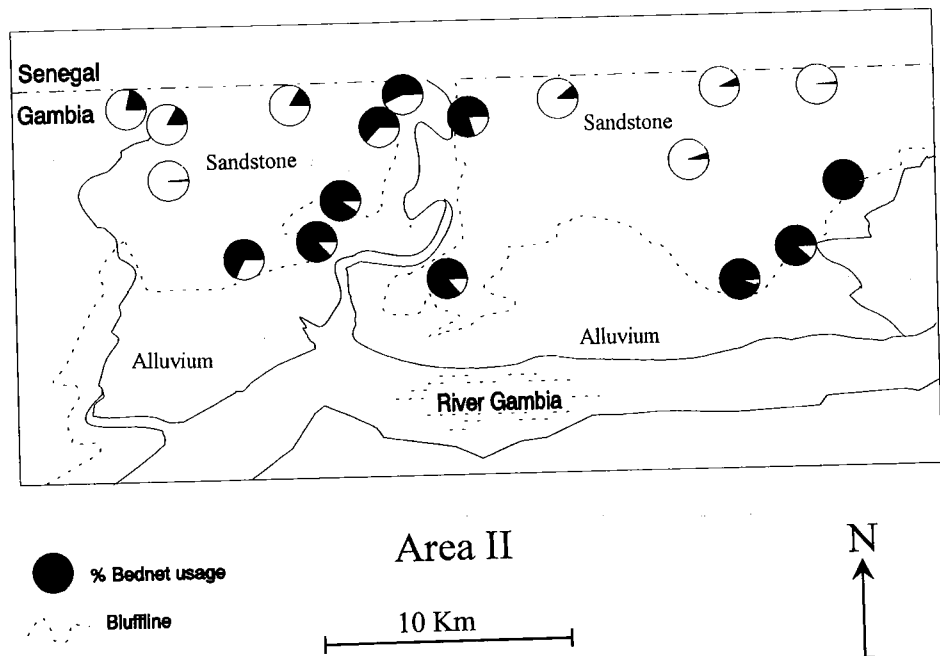 Senegal
Gambia
Sandstone
Sandstone
Alluvium
Alluvium
River Gambia
Area II
N
% Bednet usage
Bluffline
10 Km